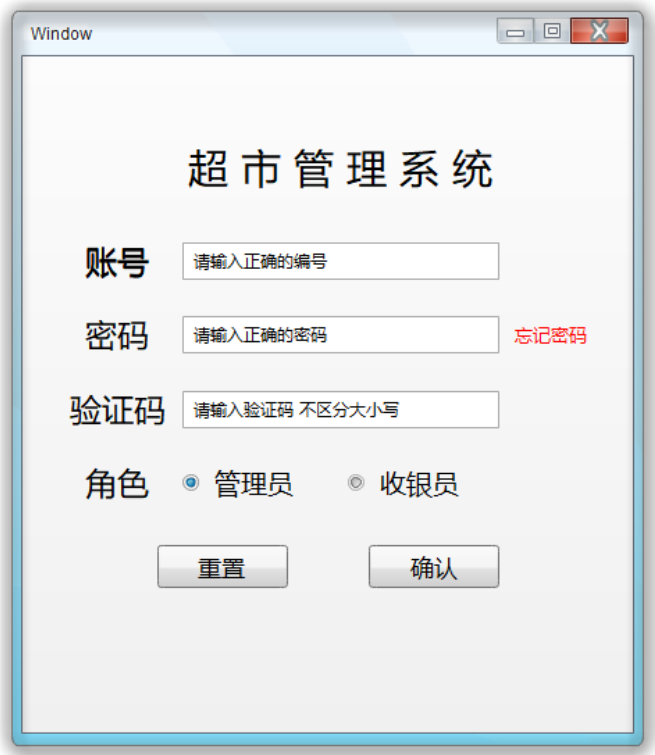 Window
超市管理系统
账号 请输入正确的编号
密码 请输入正确的密码 忘记密码
验证码 请输入验证码 不区分大小写
角色 管理员 收银员
重置 确认